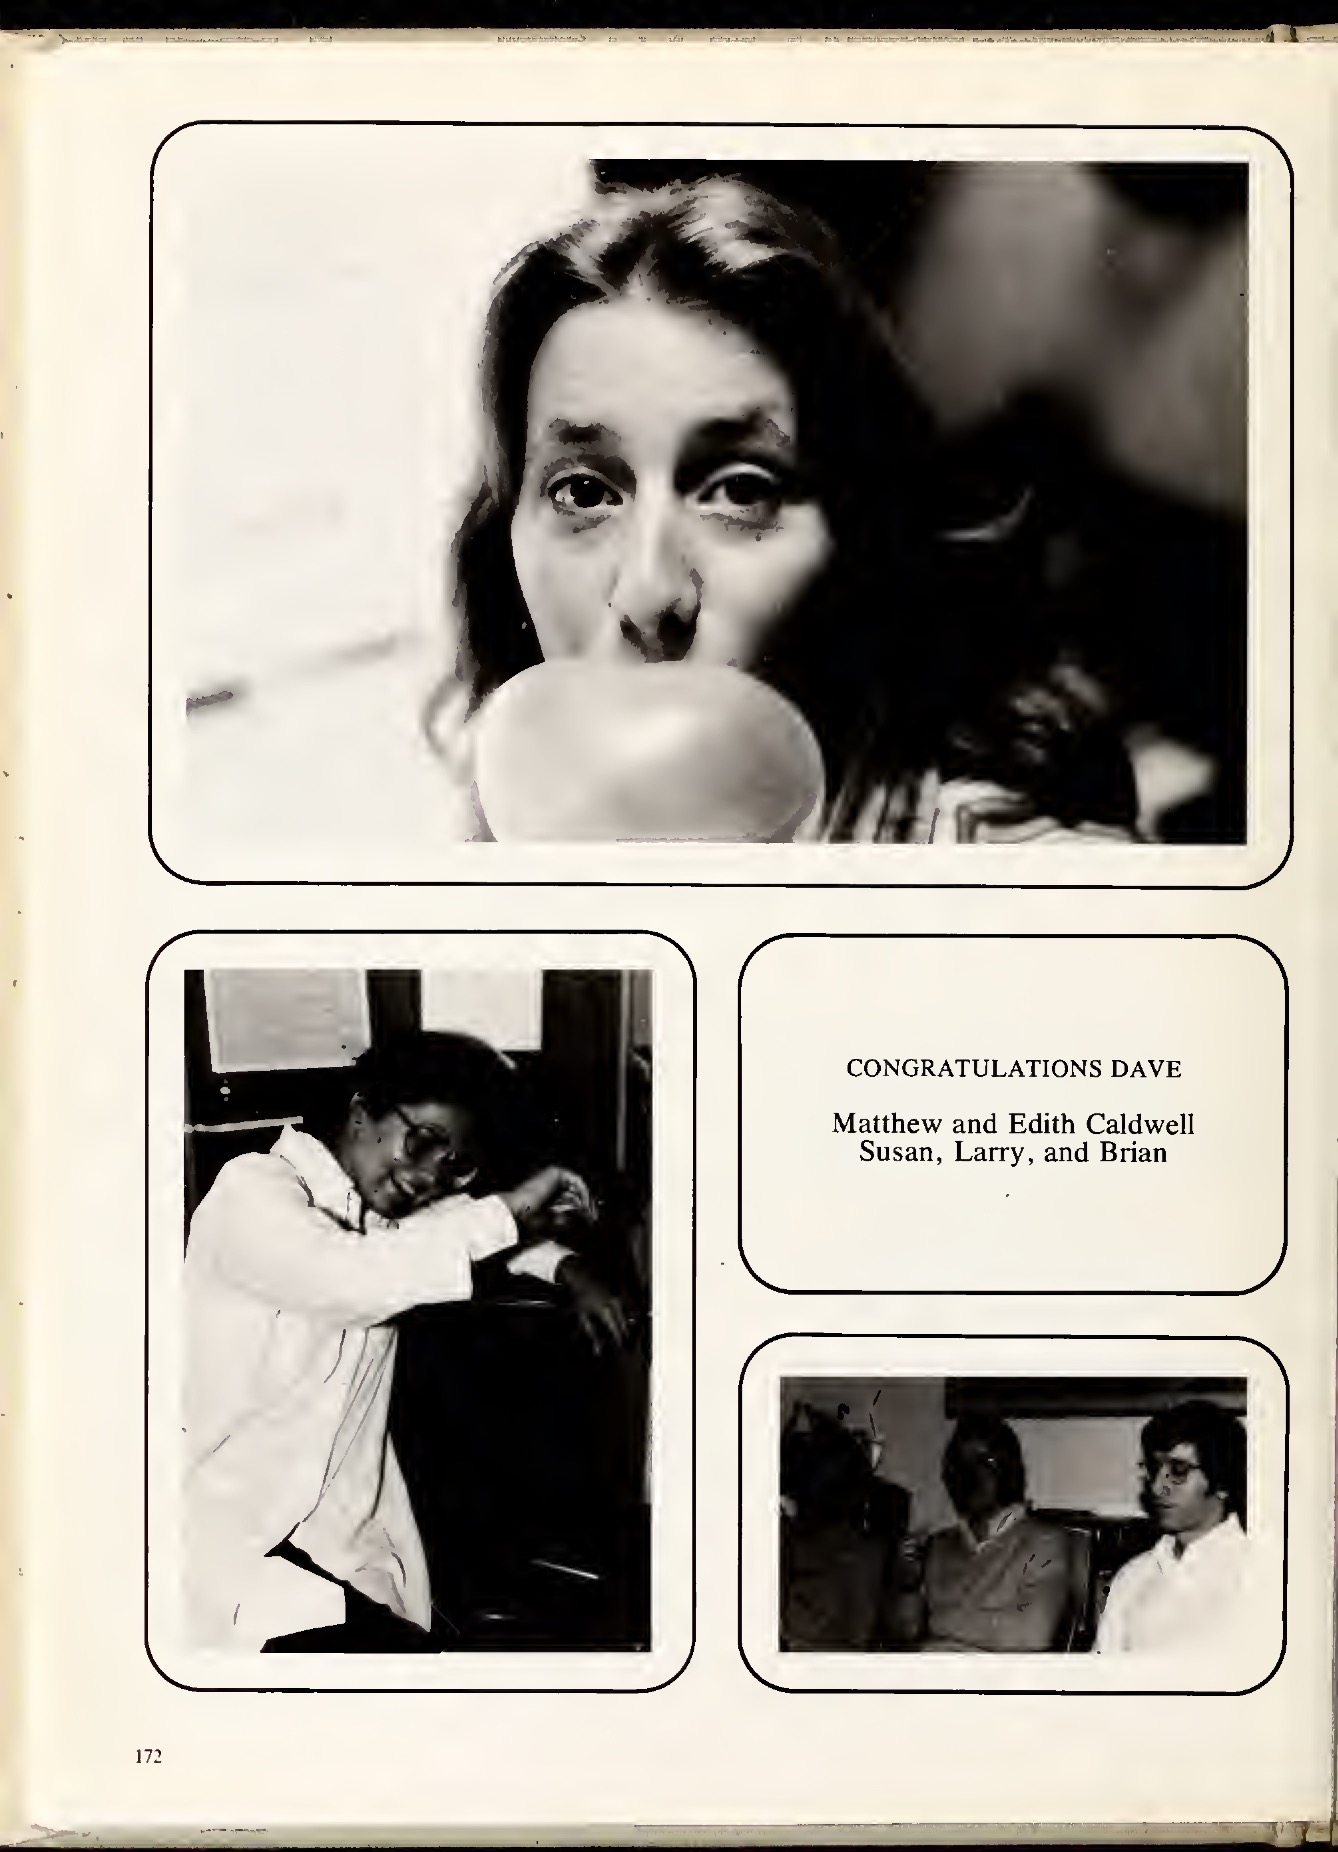 CONGRATULATIONS DAVE
Matthew and Edith Caldwell
Susan, Larry, and Brian
172